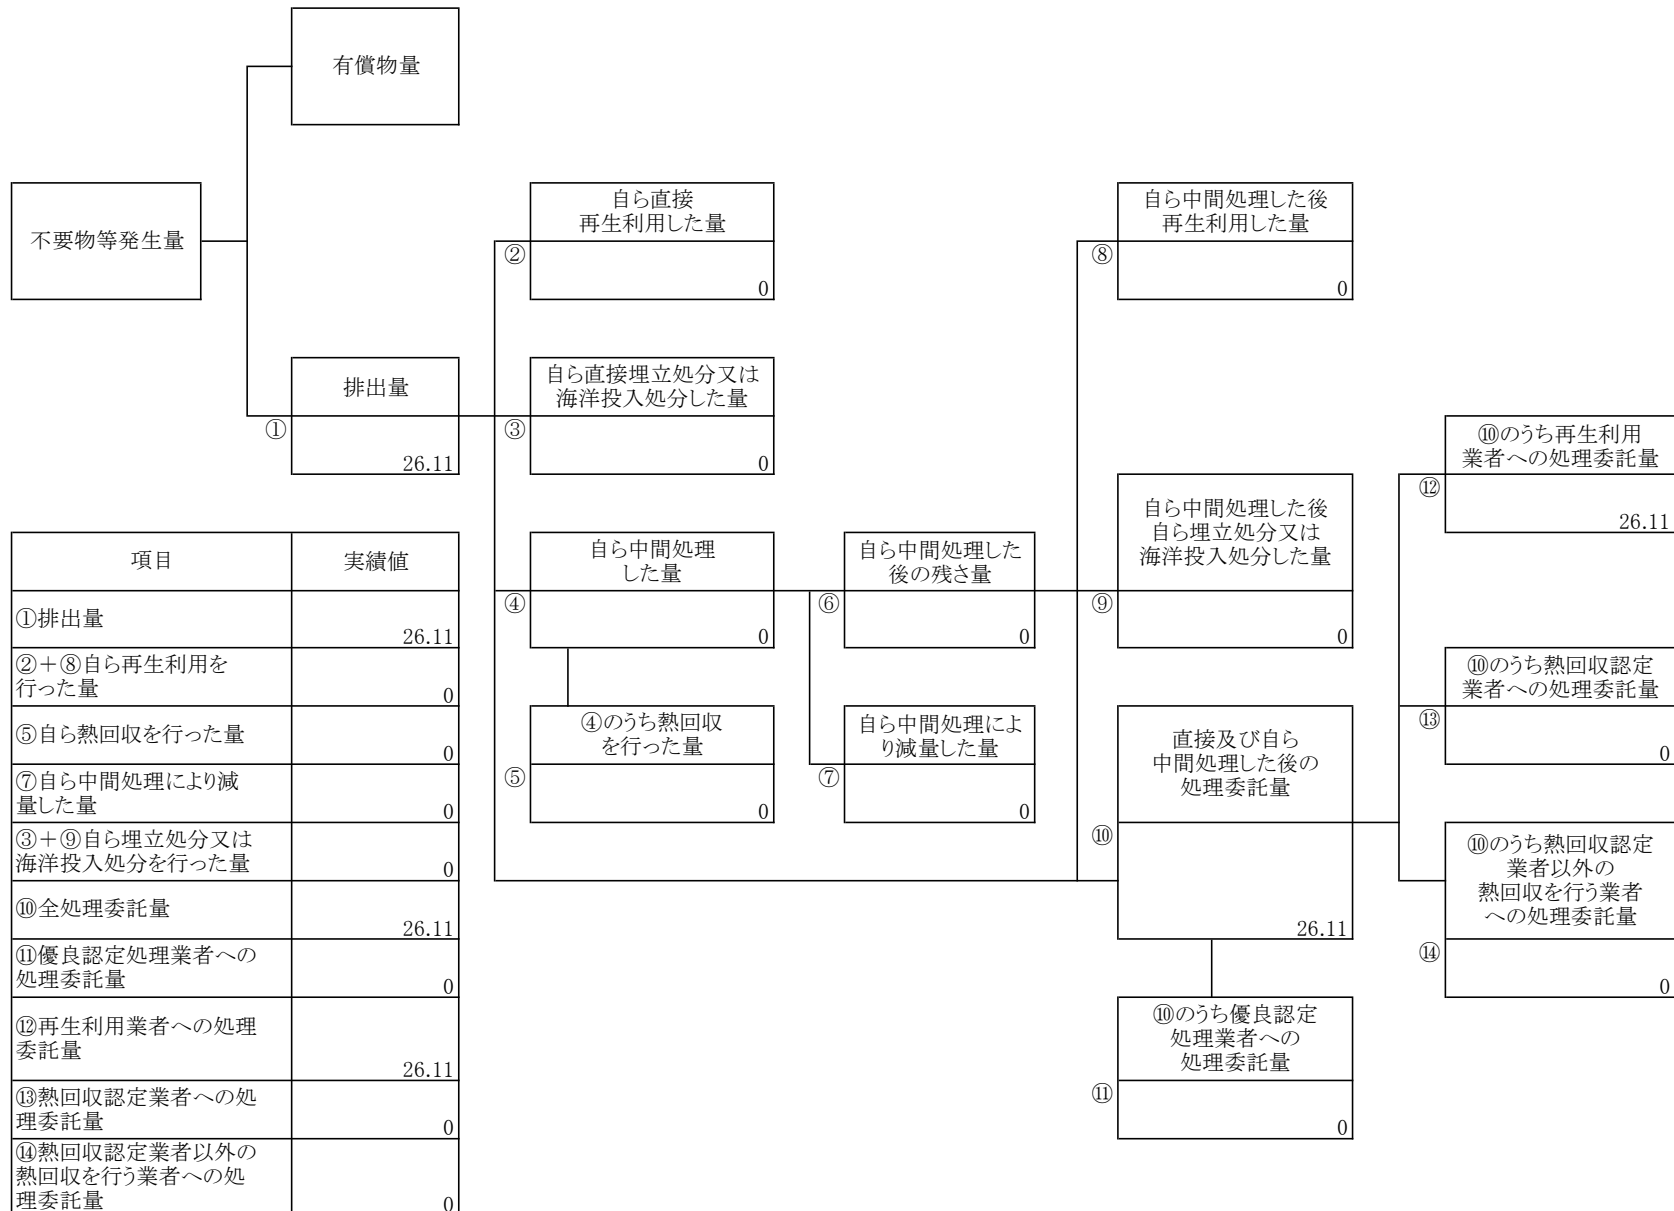 有償物量
不要物等発生量
自ら直接
再生利用した量
②
0
自ら中間処理した後
再生利用した量
⑧
0
排出量
①
26.11
自ら直接埋立処分又は
海洋投入処分した量
③
0
⑩のうち再生利用
業者への処理委託量
⑫
26.11
自ら中間処理
した量
④
0
自ら中間処理した
後の残さ量
⑥
0
自ら中間処理した後
自ら埋立処分又は
海洋投入処分した量
⑨
0
⑩のうち熱回収認定
業者への処理委託量
⑬
0
④のうち熱回収
を行った量
⑤
0
自ら中間処理によ
り減量した量
⑦
0
直接及び自ら
中間処理した後の
処理委託量
⑩
26.11
⑩のうち熱回収認定
業者以外の
熱回収を行う業者
への処理委託量
⑭
0
⑩のうち優良認定
処理業者への
処理委託量
⑪
0
項目 実績値
①排出量
26.11
②＋⑧自ら再生利用を
行った量
0
⑤自ら熱回収を行った量
0
⑦自ら中間処理により減
量した量
0
③＋⑨自ら埋立処分又は
海洋投入処分を行った量
0
⑩全処理委託量
26.11
⑪優良認定処理業者への
処理委託量
0
⑫再生利用業者への処理
委託量
26.11
⑬熱回収認定業者への処
理委託量
0
⑭熱回収認定業者以外の
熱回収を行う業者への処
理委託量
0